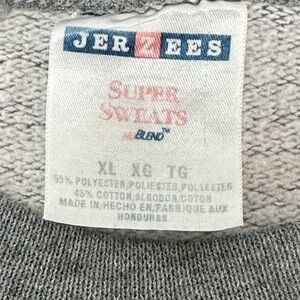 JERZEES
SUPER
SWEATS
NuBLEND™
XL XG TG
55% POLYESTER/POLIESTER/POLYESTER
45% COTTON/ALGODON/COTON
MADE IN/HECHO EN/FABRIQUE AUX
HONDURAS